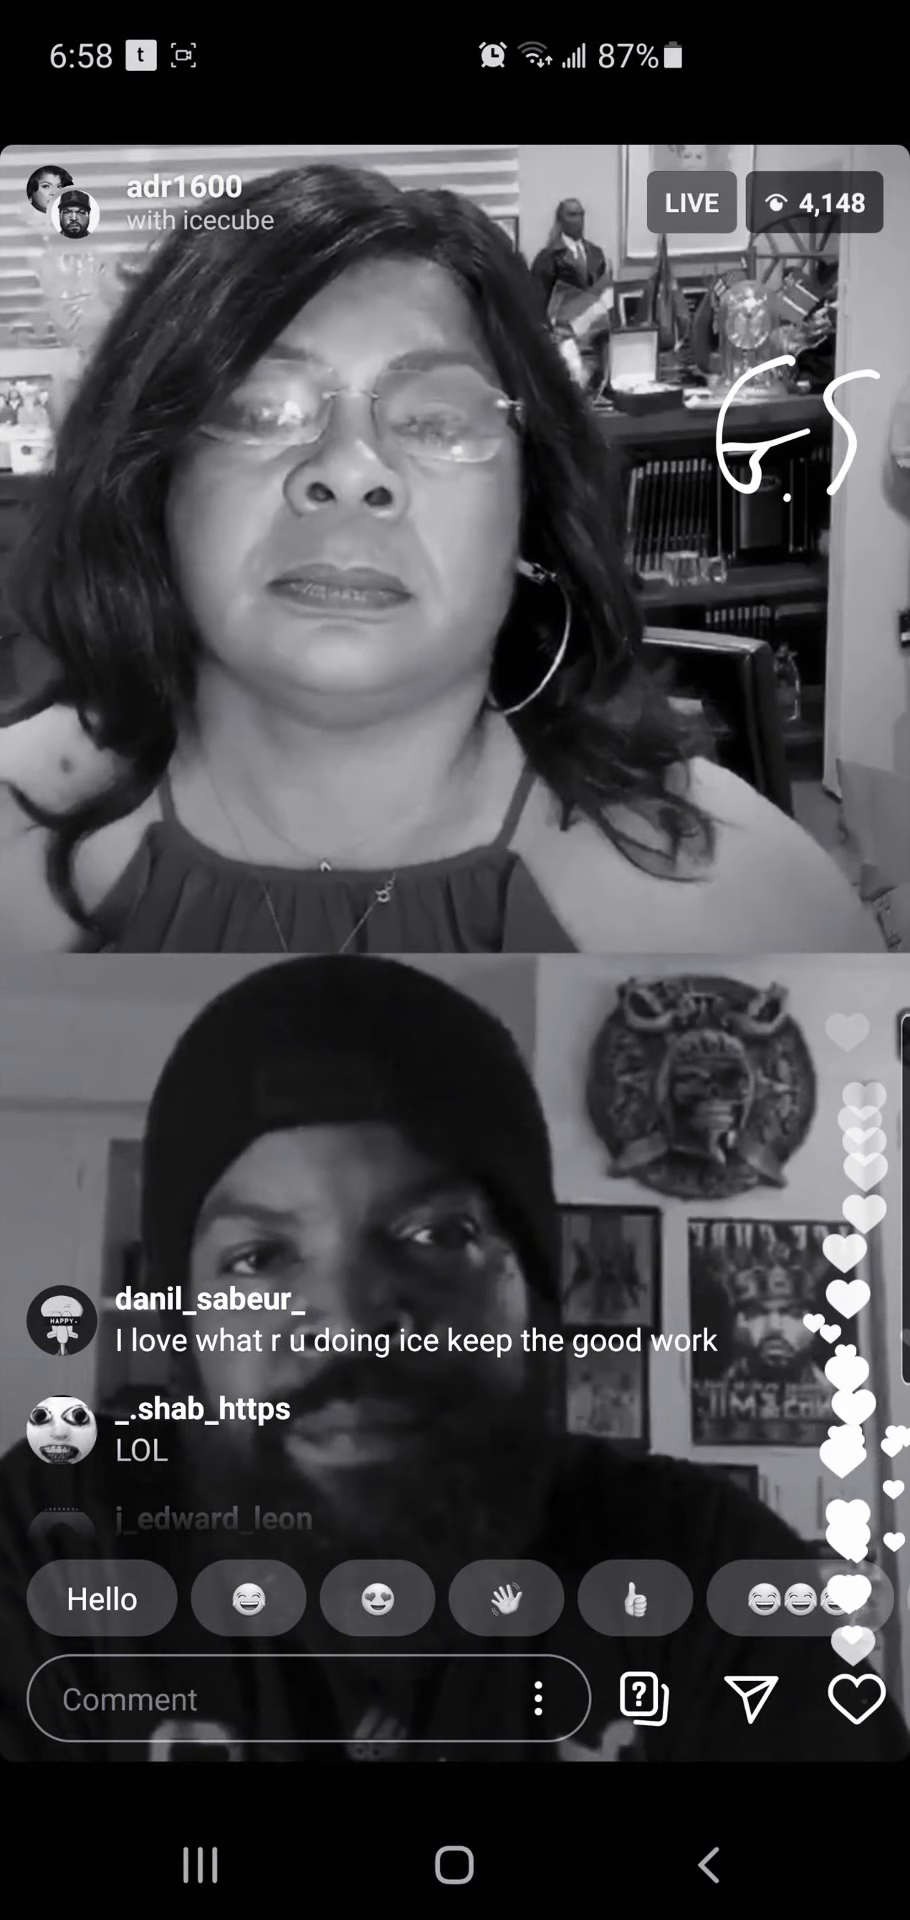 6:58 t 87%
adr1600
with icecube
LIVE 4,148
G.S
danil_sabeur_
HAPPY
I love what r u doing ice keep the good work
_.shab_https
LOL
j_edward_leon
Hello
Comment